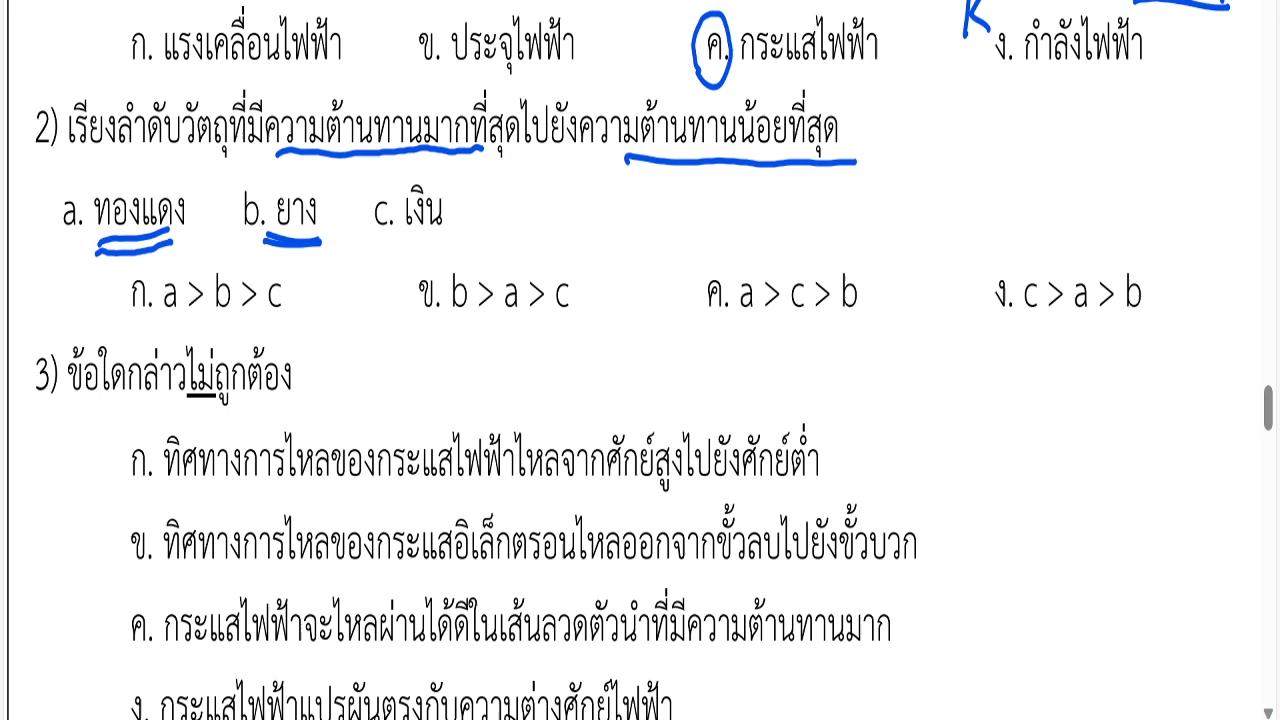 ก. แรงเคลื่อนไฟฟ้า ข. ประจุไฟฟ้า ค. กระแสไฟฟ้า ง. กำลังไฟฟ้า
2) เรียงลำดับวัตถุที่มีความต้านทานมากที่สุดไปยังความต้านทานน้อยที่สุด
a. ทองแดง b. ยาง c. เงิน
ก. a > b > c ข. b > a > c ค. a > c > b ง. c > a > b
3) ข้อใดกล่าวไม่ถูกต้อง
ก. ทิศทางการไหลของกระแสไฟฟ้าไหลจากศักย์สูงไปยังศักย์ต่ำ
ข. ทิศทางการไหลของกระแสอิเล็กตรอนไหลออกจากขั้วลบไปยังขั้วบวก
ค. กระแสไฟฟ้าจะไหลผ่านได้ดีในเส้นลวดตัวนำที่มีความต้านทานมาก
ง. กระแสไฟฟ้าแปรผันตรงกับความต่างศักย์ไฟฟ้า